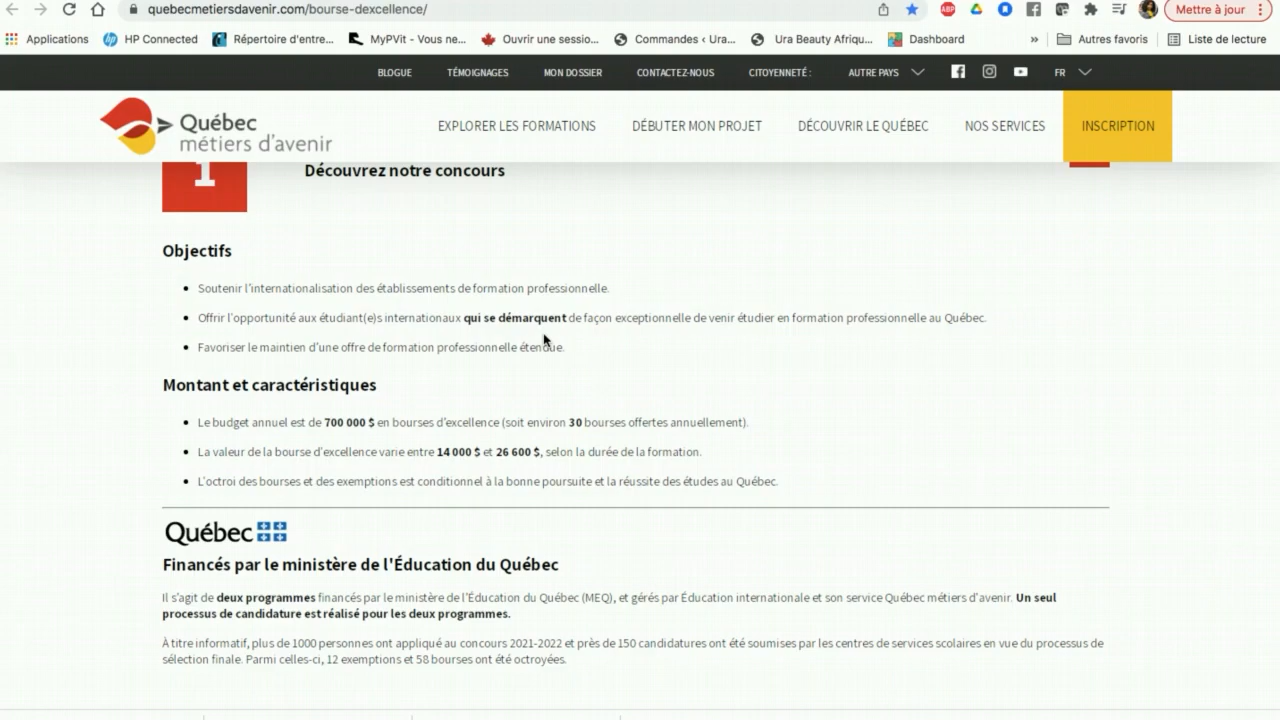 quebecmetiersdavenir.com/bourse-dexcellence/
ABP
Mettre à jour
Applications
HP Connected
Répertoire d'entre...
MyPVit - Vous ne...
Ouvrir une sessio...
Commandes ‹ Ura...
Ura Beauty Afriqu...
Dashboard
»
Autres favoris
Liste de lecture
BLOGUE
TÉMOIGNAGES
MON DOSSIER
CONTACTEZ-NOUS
CITOYENNETÉ :
AUTRE PAYS
FR
Québec
métiers d'avenir
EXPLORER LES FORMATIONS
DÉBUTER MON PROJET
DÉCOUVRIR LE QUÉBEC
NOS SERVICES
INSCRIPTION
1
Découvrez notre concours
Objectifs
Soutenir l'internationalisation des établissements de formation professionnelle.
Offrir l'opportunité aux étudiant(e)s internationaux qui se démarquent de façon exceptionnelle de venir étudier en formation professionnelle au Québec.
Favoriser le maintien d'une offre de formation professionnelle étendue.
Montant et caractéristiques
Le budget annuel est de 700 000 $ en bourses d'excellence (soit environ 30 bourses offertes annuellement).
La valeur de la bourse d'excellence varie entre 14 000 $ et 26 600 $, selon la durée de la formation.
L'octroi des bourses et des exemptions est conditionnel à la bonne poursuite et la réussite des études au Québec.
Québec
Financés par le ministère de l'Éducation du Québec
Il s'agit de deux programmes financés par le ministère de l'Éducation du Québec (MEQ), et gérés par Éducation internationale et son service Québec métiers d'avenir. Un seul
processus de candidature est réalisé pour les deux programmes.
À titre informatif, plus de 1000 personnes ont appliqué au concours 2021-2022 et près de 150 candidatures ont été soumises par les centres de services scolaires en vue du processus de
sélection finale. Parmi celles-ci, 12 exemptions et 58 bourses ont été octroyées.